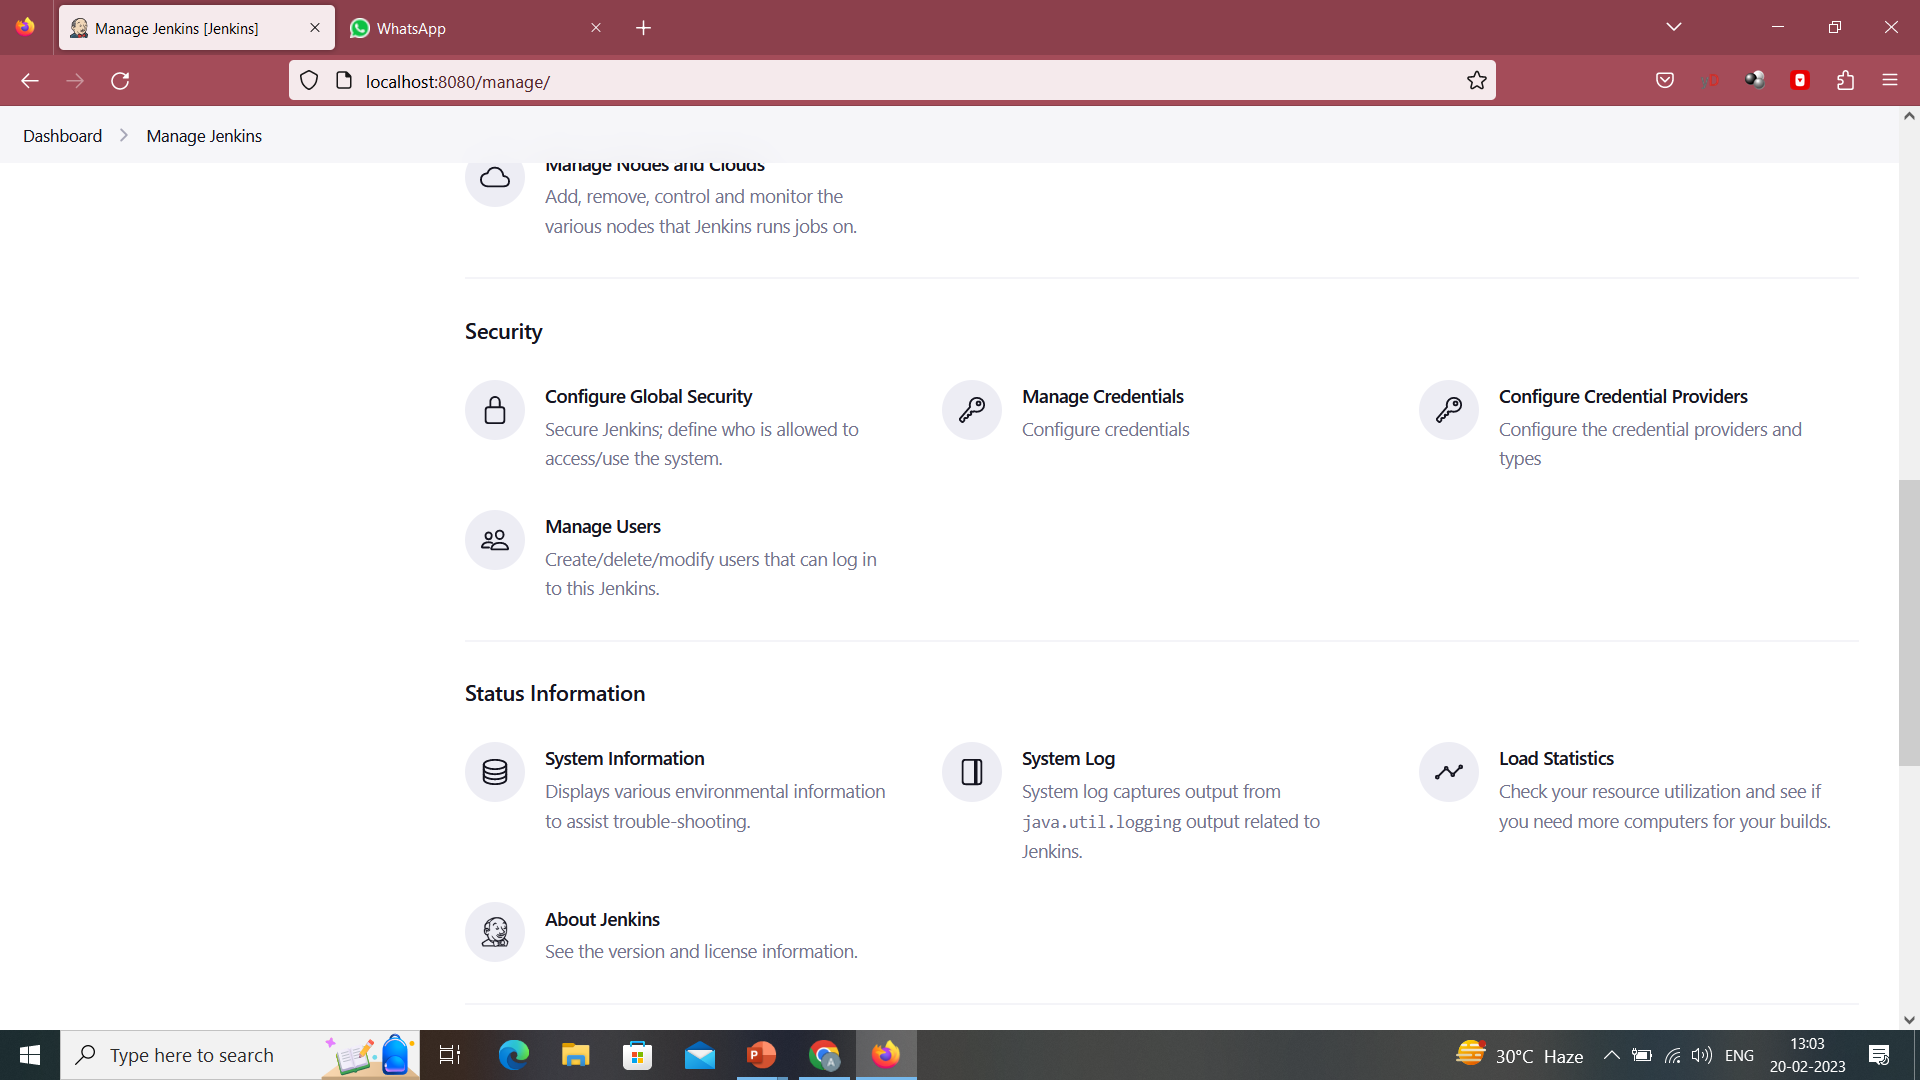 Manage Jenkins [Jenkins]
WhatsApp
localhost:8080/manage/
Dashboard
Manage Jenkins
Manage Nodes and Clouds
Add, remove, control and monitor the
various nodes that Jenkins runs jobs on.
Security
Configure Global Security
Secure Jenkins; define who is allowed to
access/use the system.
Manage Credentials
Configure credentials
Configure Credential Providers
Configure the credential providers and
types
Manage Users
Create/delete/modify users that can log in
to this Jenkins.
Status Information
System Information
Displays various environmental information
to assist trouble-shooting.
System Log
System log captures output from
java.util.logging output related to
Jenkins.
Load Statistics
Check your resource utilization and see if
you need more computers for your builds.
About Jenkins
See the version and license information.
Type here to search
30°C Haze
ENG
13:03
20-02-2023